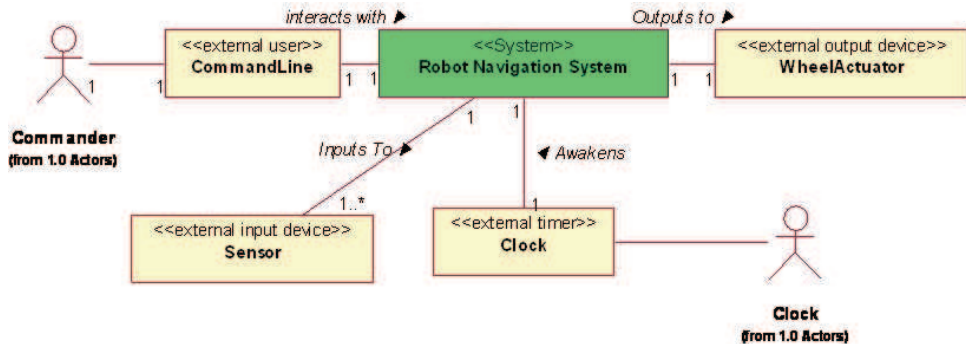 interacts with
Outputs to
<<external user>>
CommandLine
<<System>>
Robot Navigation System
<<external output device>>
WheelActuator
1
1
1
1
1
1
1
1
Commander
(from 1.0 Actors)
Inputs To
Awakens
1..*
1
<<external input device>>
Sensor
<<external timer>>
Clock
Clock
(from 1.0 Actors)